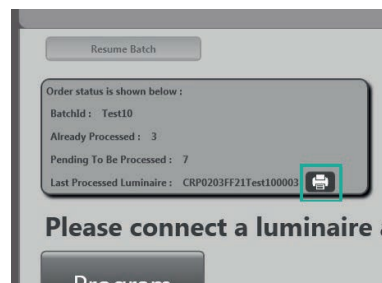 Resume Batch
Order status is shown below :
BatchId :   Test10
Already Processed :   3
Pending To Be Processed :   7
Last Processed Luminaire :   CRP0203FF21Test100003
Please connect a luminaire
Program